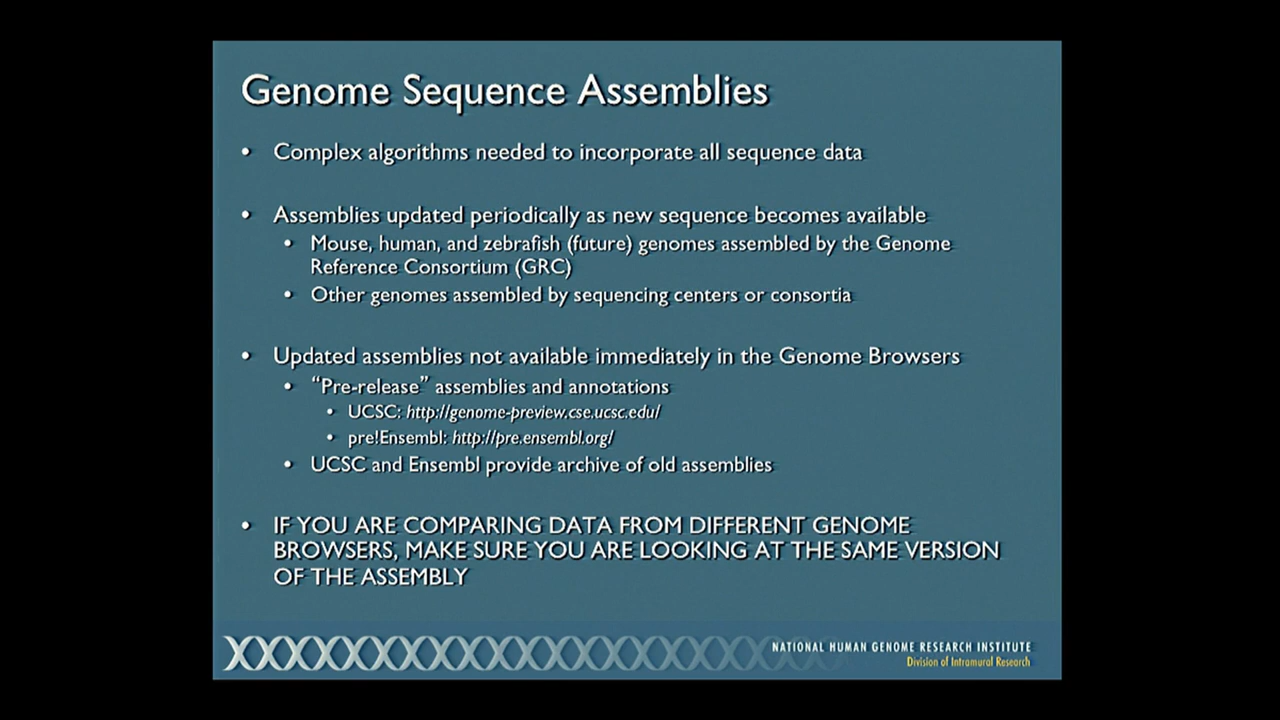 Genome Sequence Assemblies
• Complex algorithms needed to incorporate all sequence data
• Assemblies updated periodically as new sequence becomes available
• Mouse, human, and zebrafish (future) genomes assembled by the Genome
Reference Consortium (GRC)
• Other genomes assembled by sequencing centers or consortia
• Updated assemblies not available immediately in the Genome Browsers
• “Pre-release” assemblies and annotations
• UCSC: http://genome-preview.cse.ucsc.edu/
• pre!Ensembl: http://pre.ensembl.org/
• UCSC and Ensembl provide archive of old assemblies
• IF YOU ARE COMPARING DATA FROM DIFFERENT GENOME
BROWSERS, MAKE SURE YOU ARE LOOKING AT THE SAME VERSION
OF THE ASSEMBLY
NATIONAL HUMAN GENOME RESEARCH INSTITUTE
Division of Intramural Research